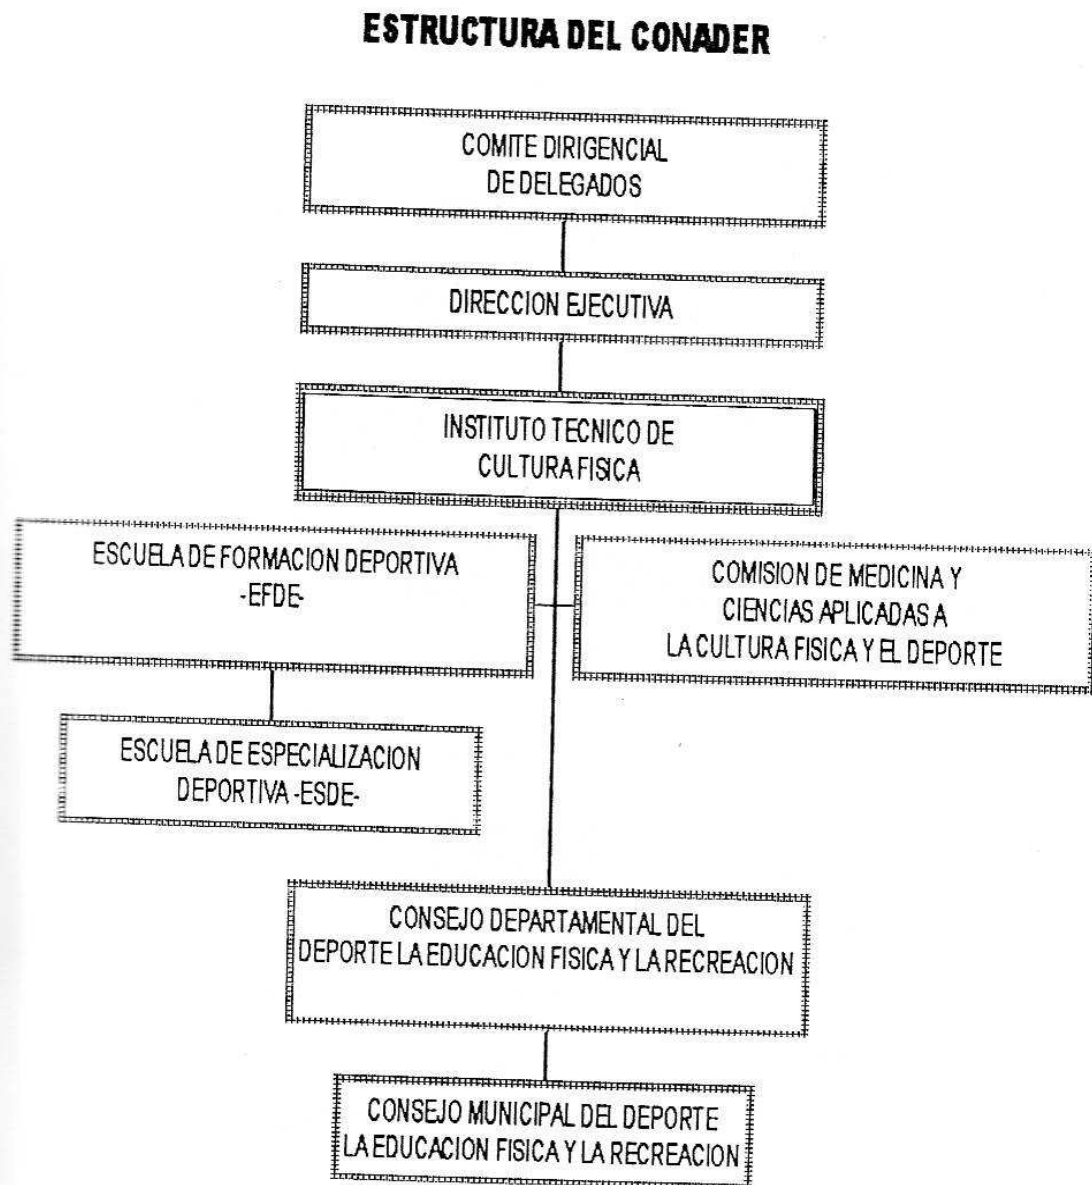 ESTRUCTURA DEL CONADER
COMITE DIRIGENCIAL
DE DELEGADOS
DIRECCION EJECUTIVA
INSTITUTO TECNICO DE
CULTURA FISICA
ESCUELA DE FORMACION DEPORTIVA
-EFDE-
COMISION DE MEDICINA Y
CIENCIAS APLICADAS A
LA CULTURA FISICA Y EL DEPORTE
ESCUELA DE ESPECIALIZACION
DEPORTIVA -ESDE-
CONSEJO DEPARTAMENTAL DEL
DEPORTE LA EDUCACION FISICA Y LA RECREACION
CONSEJO MUNICIPAL DEL DEPORTE
LA EDUCACION FISICA Y LA RECREACION